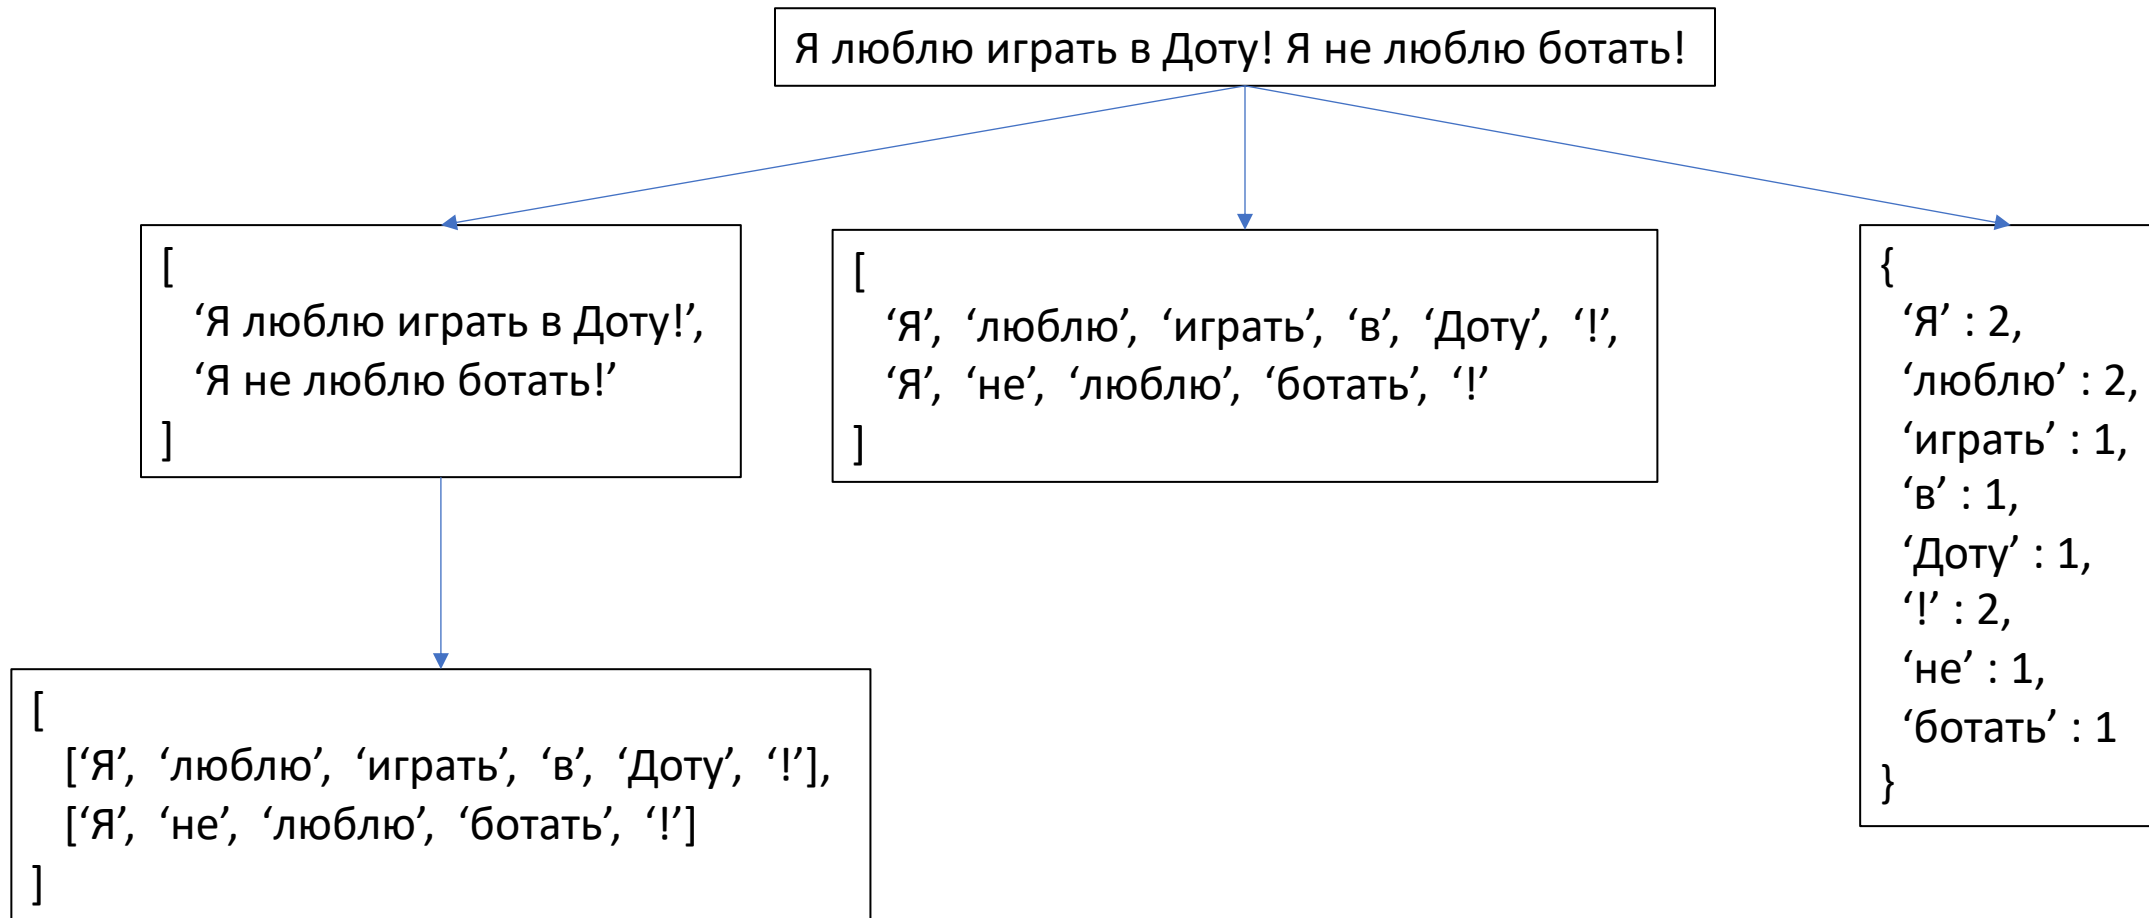 Я люблю играть в Доту! Я не люблю ботать!
[
‘Я люблю играть в Доту!’,
‘Я не люблю ботать!’
]
[
‘Я’, ‘люблю’, ‘играть’, ‘в’, ‘Доту’, ‘!’,
‘Я’, ‘не’, ‘люблю’, ‘ботать’, ‘!’
]
{
‘Я’ : 2,
‘люблю’ : 2,
‘играть’ : 1,
‘в’ : 1,
‘Доту’ : 1,
‘!’ : 2,
‘не’ : 1,
‘ботать’ : 1
}
[
[‘Я’, ‘люблю’, ‘играть’, ‘в’, ‘Доту’, ‘!’],
[‘Я’, ‘не’, ‘люблю’, ‘ботать’, ‘!’]
]